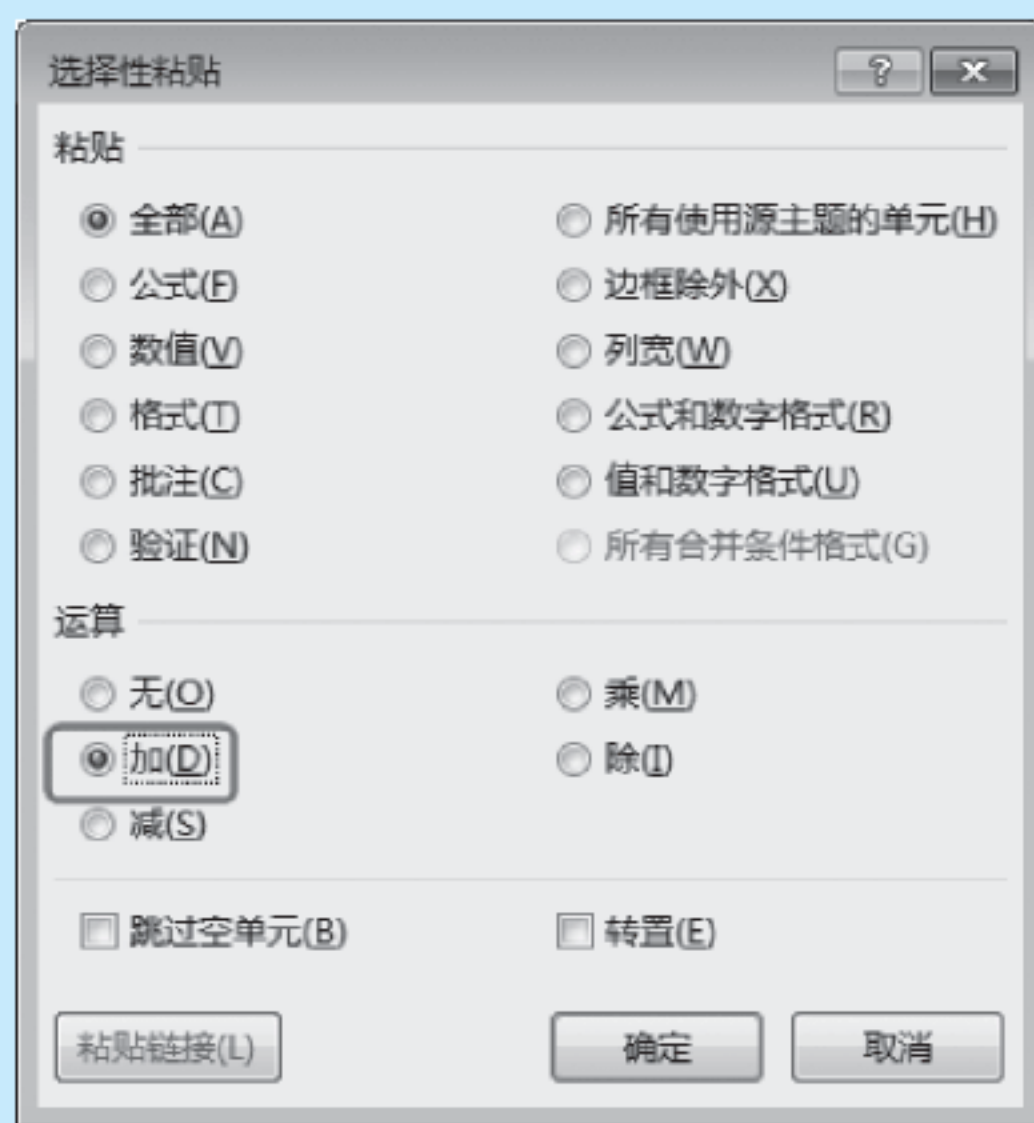 选择性粘贴
粘贴
全部(A) 所有使用源主题的单元(H)
公式(F) 边框除外(X)
数值(V) 列宽(W)
格式(T) 公式和数字格式(R)
批注(C) 值和数字格式(U)
验证(N) 所有合并条件格式(G)
运算
无(O) 乘(M)
加(D) 除(I)
减(S)
跳过空单元(B) 转置(E)
粘贴链接(L) 确定 取消